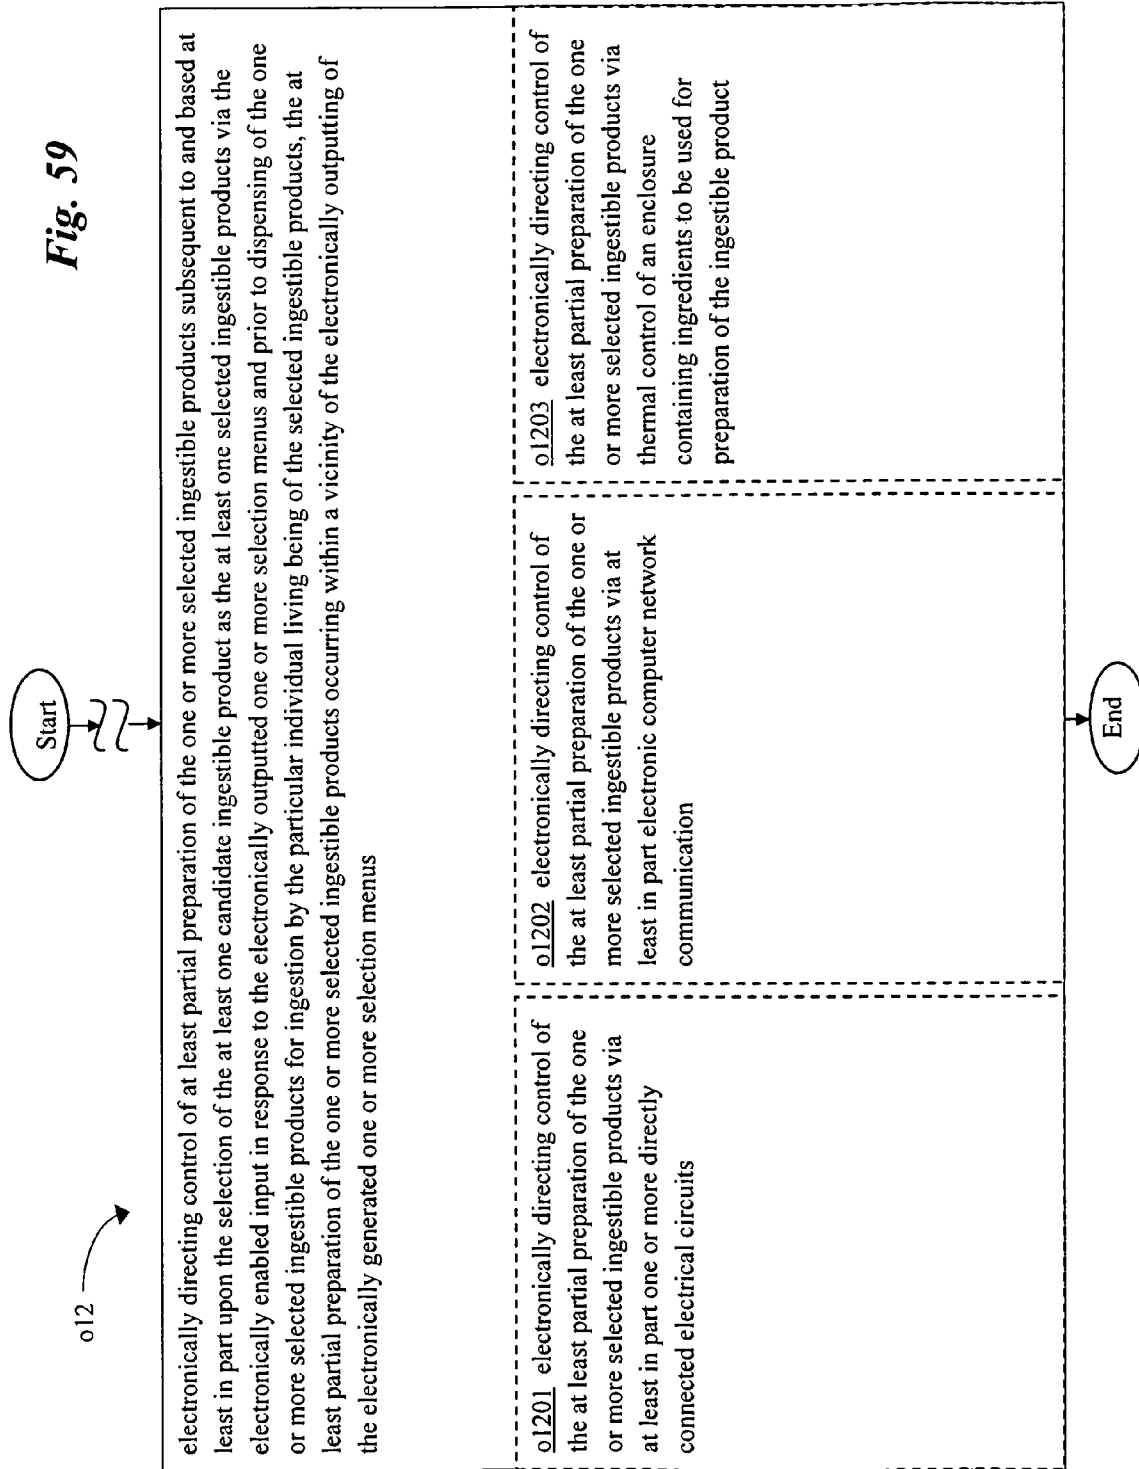 Fig. 59
Start
o12
electronically directing control of at least partial preparation of the one or more selected ingestible products subsequent to and based at
least in part upon the selection of the at least one candidate ingestible product as the at least one selected ingestible products via the
electronically enabled input in response to the electronically outputted one or more selection menus and prior to dispensing of the one
or more selected ingestible products for ingestion by the particular individual living being of the selected ingestible products, the at
least partial preparation of the one or more selected ingestible products occurring within a vicinity of the electronically outputting of
the electronically generated one or more selection menus
o1201 electronically directing control of
the at least partial preparation of the one
or more selected ingestible products via
at least in part one or more directly
connected electrical circuits
o1202 electronically directing control of
the at least partial preparation of the one or
more selected ingestible products via at
least in part electronic computer network
communication
o1203 electronically directing control of
the at least partial preparation of the one
or more selected ingestible products via
thermal control of an enclosure
containing ingredients to be used for
preparation of the ingestible product
End